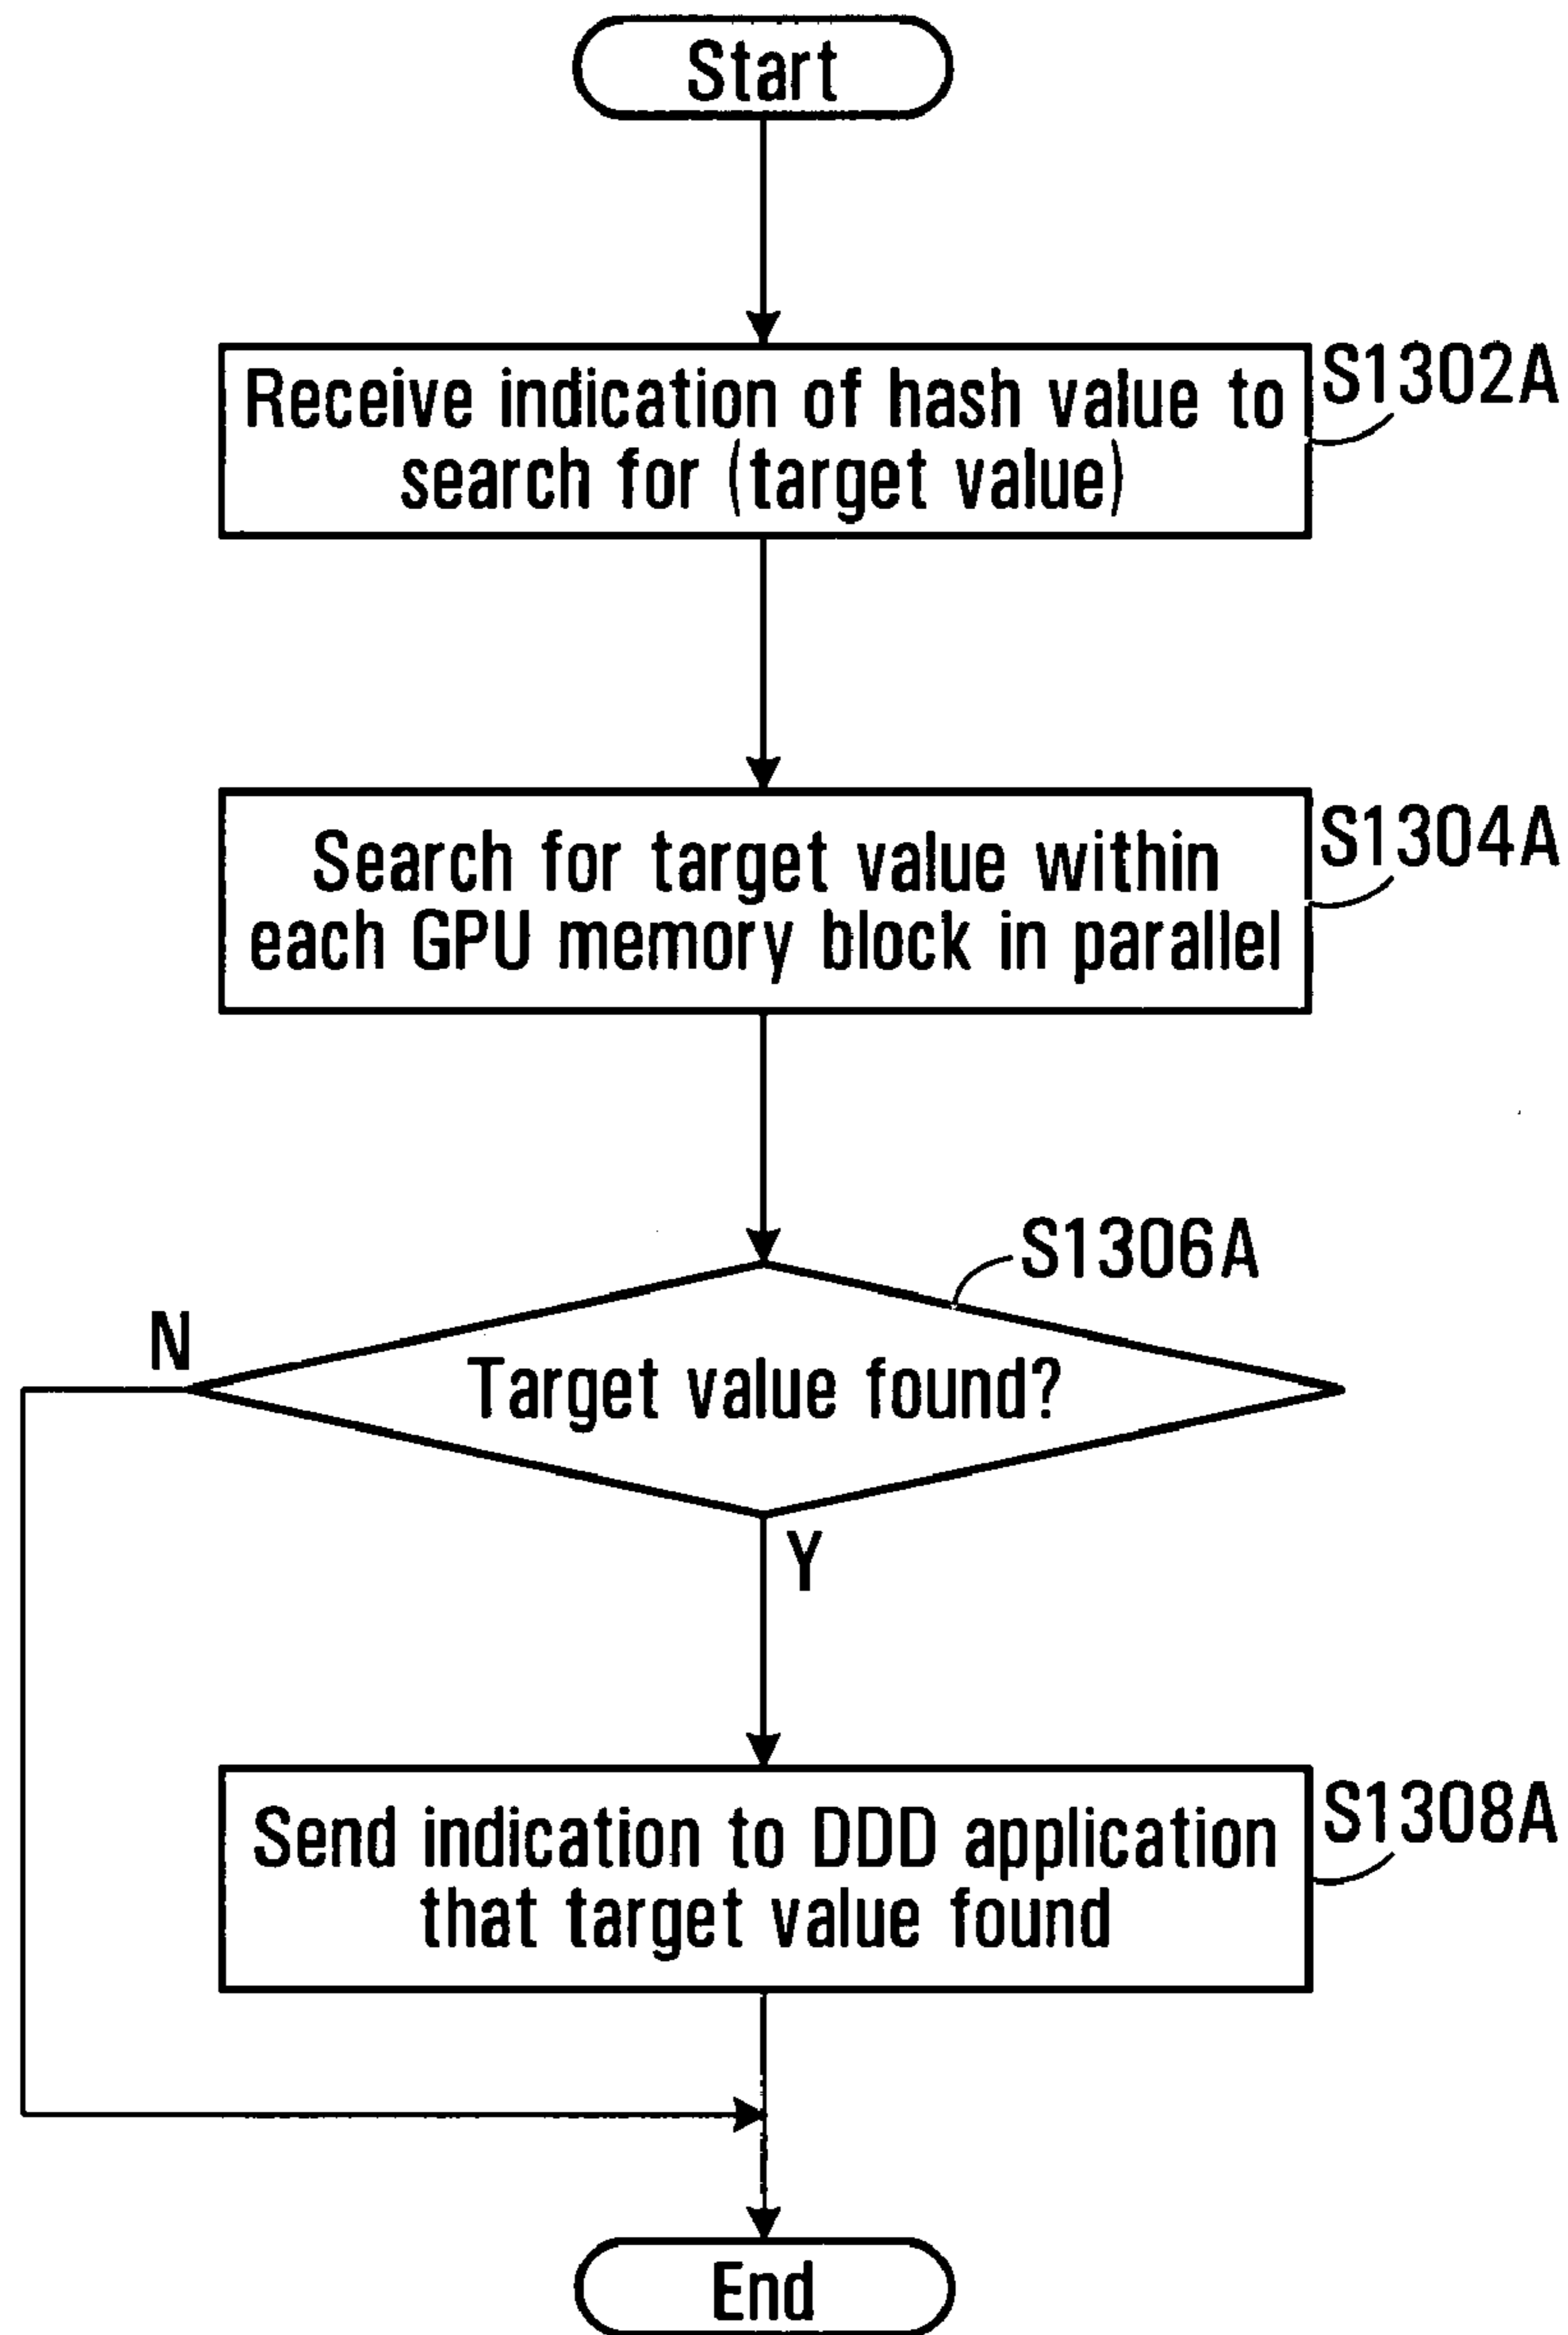 Start
Receive indication of hash value to
search for (target value)
S1302A
Search for target value within
each GPU memory block in parallel
S1304A
S1306A
N
Target value found?
Y
Send indication to DDD application
that target value found
S1308A
End